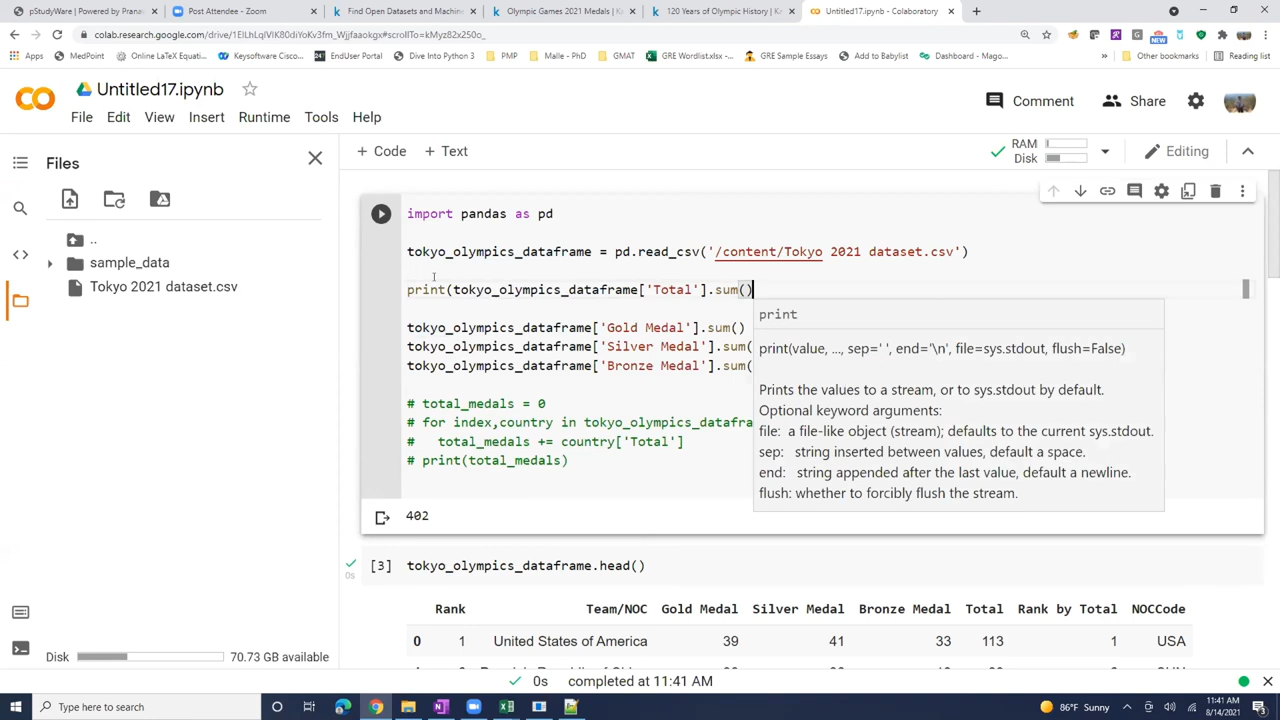 pStudyWare | Powered by Prana
Post Attendee - Zoom
Find Open Datasets and Machine
Olympic Games 2021 Medals | K
120 Years of Olympic History | K
Untitled17.ipynb - Colaboratory
colab.research.google.com/drive/
Apps
MedPoint
Online LaTeX Equati...
Keysoftware Cisco...
EndUser Portal
Dive Into Python 3
PMP
Malle - PhD
GMAT
GRE Wordlist.xlsx -...
GRE Sample Essays
Add to Babylist
Dashboard - Mago...
Other bookmarks
Reading list
Untitled17.ipynb
File Edit View Insert Runtime Tools Help
Comment
Share
Files
+ Code + Text
RAM
Disk
Editing
..
sample_data
Tokyo 2021 dataset.csv
import pandas as pd
tokyo_olympics_dataframe = pd.read_csv('/content/Tokyo 2021 dataset.csv')
print(tokyo_olympics_dataframe['Total'].sum()
tokyo_olympics_dataframe['Gold Medal'].sum()
tokyo_olympics_dataframe['Silver Medal'].sum(
tokyo_olympics_dataframe['Bronze Medal'].sum(
# total_medals = 0
# for index,country in tokyo_olympics_datafra
# total_medals += country['Total']
# print(total_medals)
print
print(value, ..., sep=' ', end='\n', file=sys.stdout, flush=False)
Prints the values to a stream, or to sys.stdout by default.
Optional keyword arguments:
file: a file-like object (stream); defaults to the current sys.stdout.
sep: string inserted between values, default a space.
end: string appended after the last value, default a newline.
flush: whether to forcibly flush the stream.
402
0s
[3] tokyo_olympics_dataframe.head()
Rank Team/NOC Gold Medal Silver Medal Bronze Medal Total Rank by Total NOCCode
0 1 United States of America 39 41 33 113 1 USA
Disk 70.73 GB available
0s completed at 11:41 AM
Type here to search
86°F Sunny
11:41 AM
8/14/2021